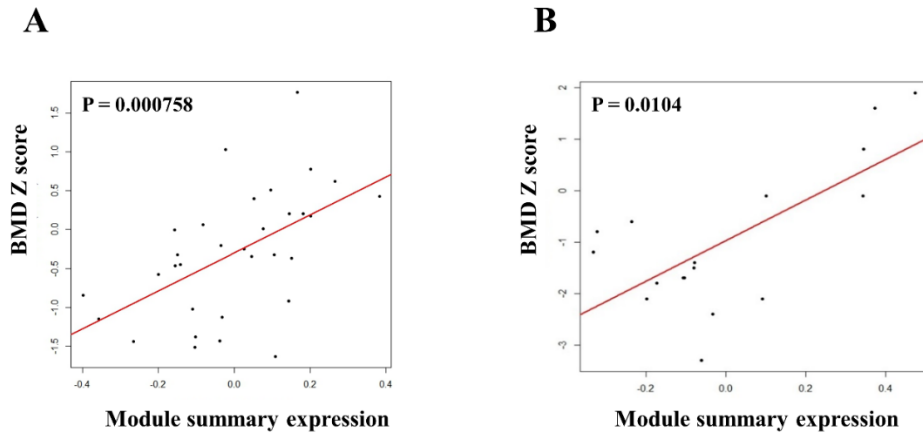 A
P = 0.000758
BMD Z score
1.5
1.0
0.5
0.0
-0.5
-1.0
-1.5
-0.4 -0.2 0.0 0.2 0.4
Module summary expression
B
P = 0.0104
BMD Z score
2
1
0
-1
-2
-3
-0.2 0.0 0.2 0.4
Module summary expression